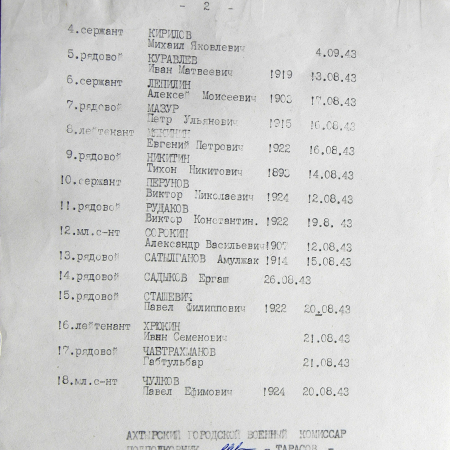 - 2 -
4.сержант КИРИЛОВ
Михаил Яковлевич 4.09.43
5.рядовой КУРАВЛЕВ
Иван Матвеевич 1919 13.08.43
6.сержант ЛЕПИЛИН
Алексей Моисеевич 1903 17.08.43
7.рядовой МАЗУР
Петр Ульянович 1915 16.08.43
8.лейтенант
Евгений Петрович 1922 16.08.43
9.рядовой НИКИТИН
Тихон Никитович 1893 14.08.43
10.сержант ПЕРУНОВ
Виктор Николаевич 1924 12.08.43
11.рядовой РУДАКОВ
Виктор Константин. 1922 19.8. 43
12.мл.с-нт СОРОКИН
Александр Васильевич 1907 12.08.43
13.рядовой САТЫЛГАНОВ Амулжак 1914 15.08.43
14.рядовой САДЫКОВ Ергаш 26.08.43
15.рядовой СТАШЕВИЧ
Павел Филиппович 1922 20.08.43
16.лейтенант ХРЮКИН
Иван Семенович 21.08.43
17.рядовой ЧАБТРАХМАНОВ
Габтульбар 21.08.43
18.мл.с-нт ЧУЛКОВ
Павел Ефимович 1924 20.08.43
АХТЫРСКИЙ ГОРОДСКОЙ ВОЕННЫЙ КОМИССАР
ПОДПОЛКОВНИК - ТАРАСОВ -